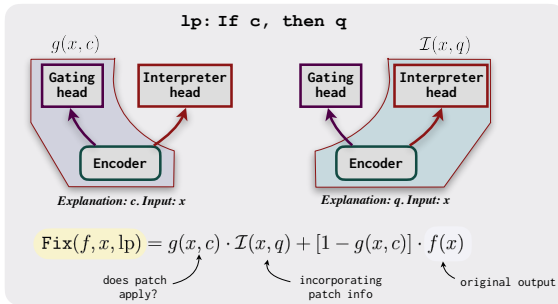 lp: If c, then q
g(x, c)
I(x, q)
Gating head
Interpreter head
Gating head
Interpreter head
Encoder
Encoder
Explanation: c. Input: x
Explanation: q. Input: x
Fix(f, x, lp) = g(x, c) · I(x, q) + [1 − g(x, c)] · f(x)
does patch apply?
incorporating patch info
original output